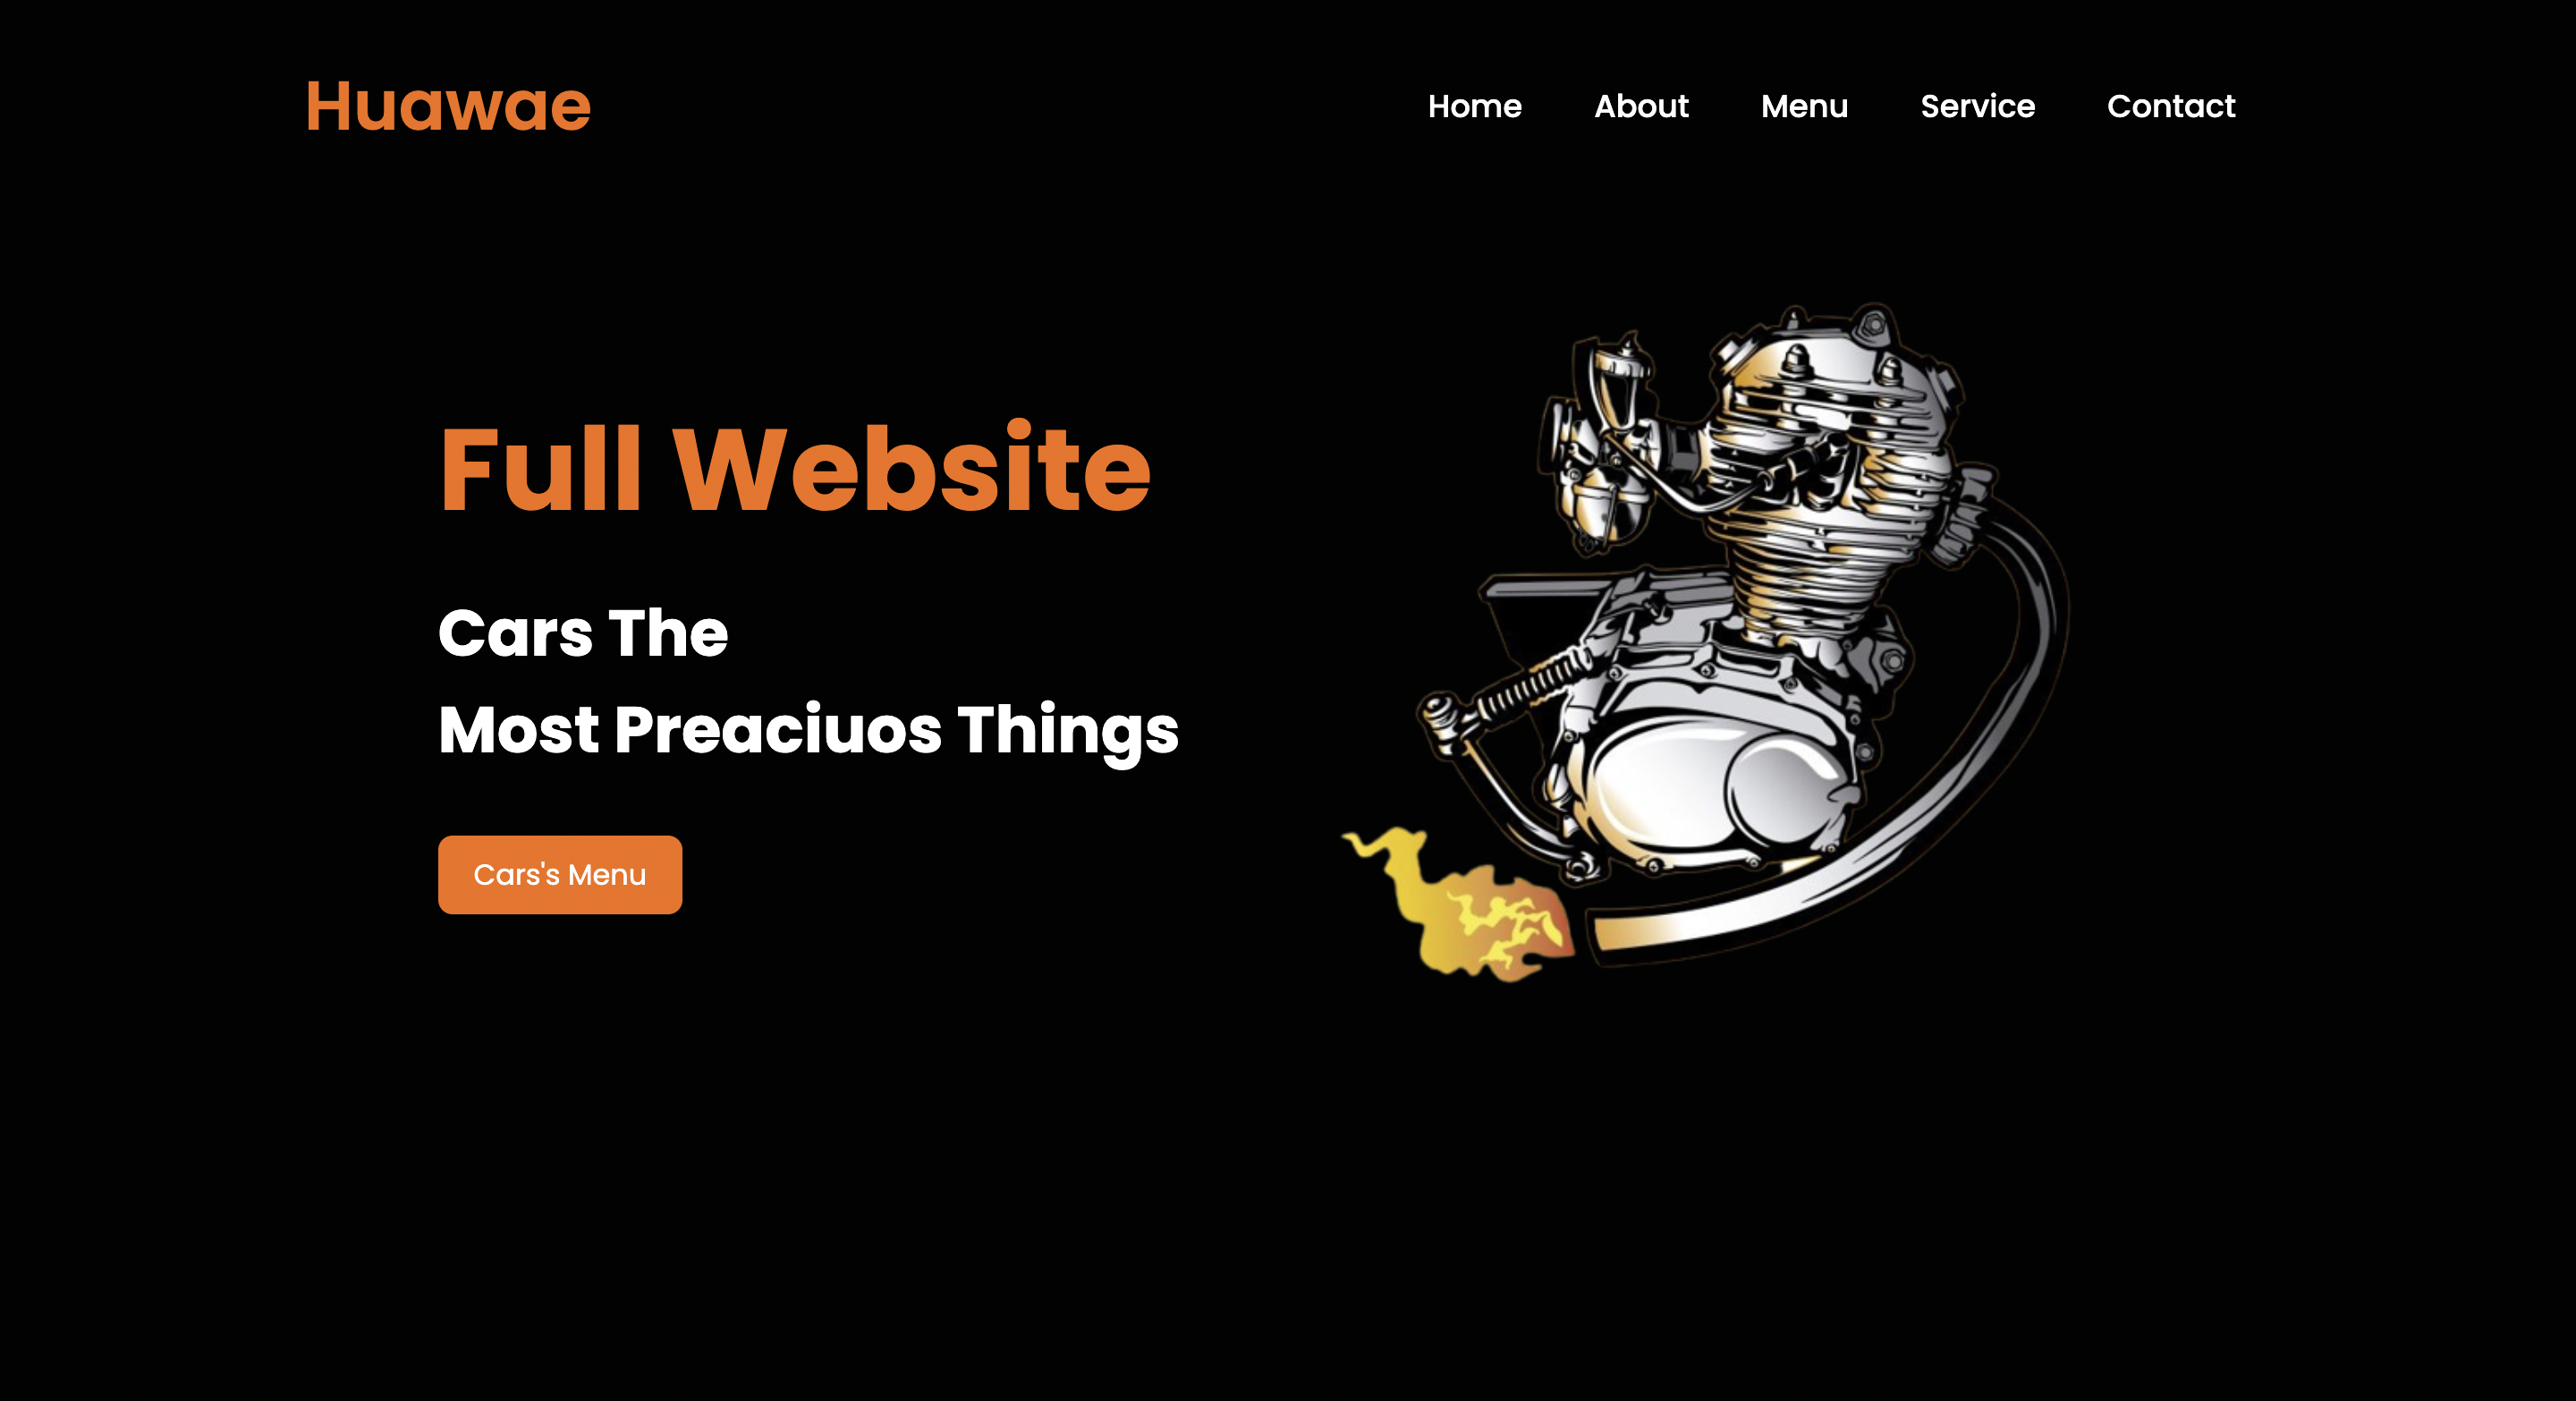 Huawae
Home About Menu Service Contact
Full Website
Cars The
Most Preaciuos Things
Cars's Menu